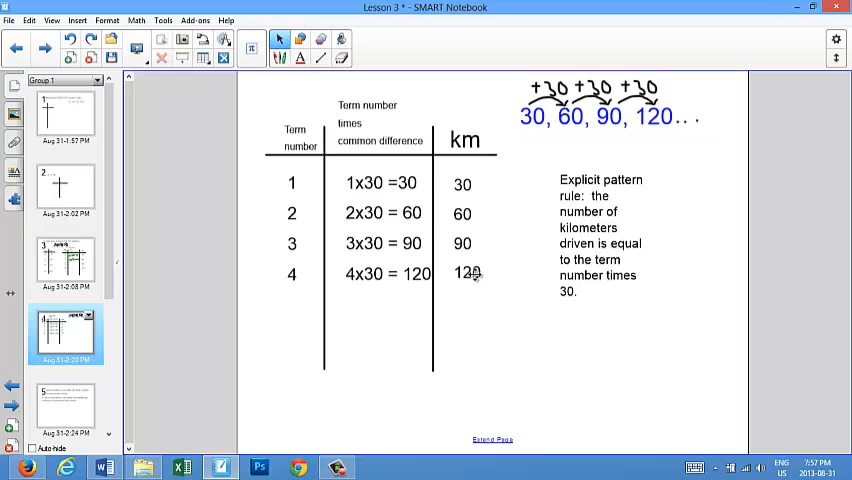 Lesson 3 * - SMART Notebook
File Edit View Insert Format Math Tools Add-ons Help
Group 1
Aug 31-1:57 PM
Aug 31-2:02 PM
Aug 31-2:08 PM
Aug 31-2:20 PM
Aug 31-2:24 PM
Auto-hide
+30 +30 +30
30, 60, 90, 120...
Term number
times
common difference
Term
number
km
1 1x30 =30 30
2 2x30 = 60 60
3 3x30 = 90 90
4 4x30 = 120 120
Explicit pattern
rule: the
number of
kilometers
driven is equal
to the term
number times
30.
Extend Page
ENG 7:57 PM
US 2013-08-31